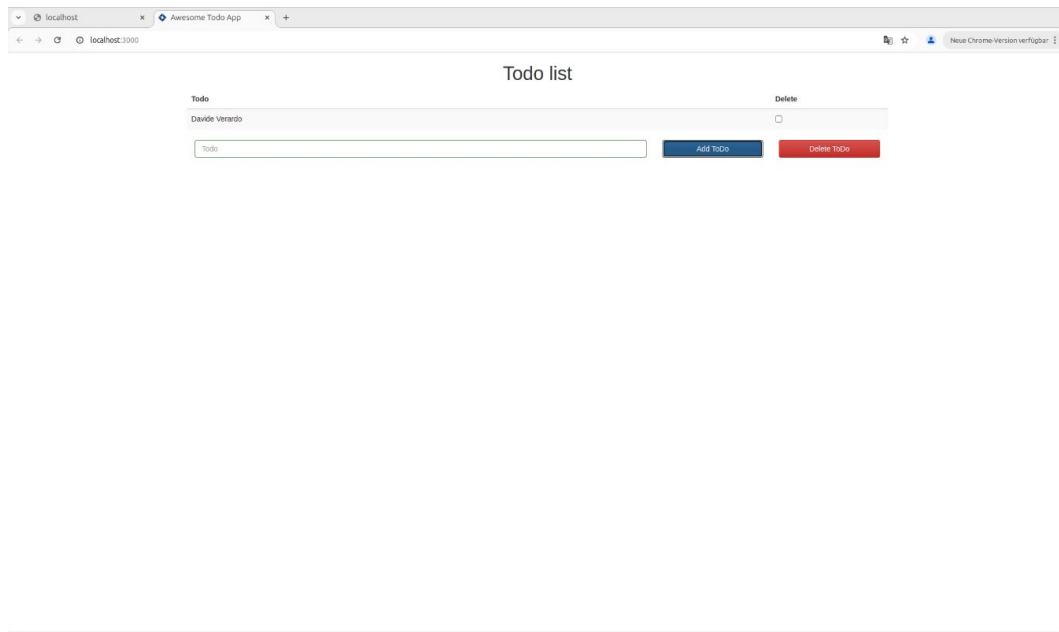 localhost
Awesome Todo App
localhost:3000
Neue Chrome-Version verfügbar
Todo list
Todo Delete
Davide Verardo
Todo Add ToDo Delete ToDo